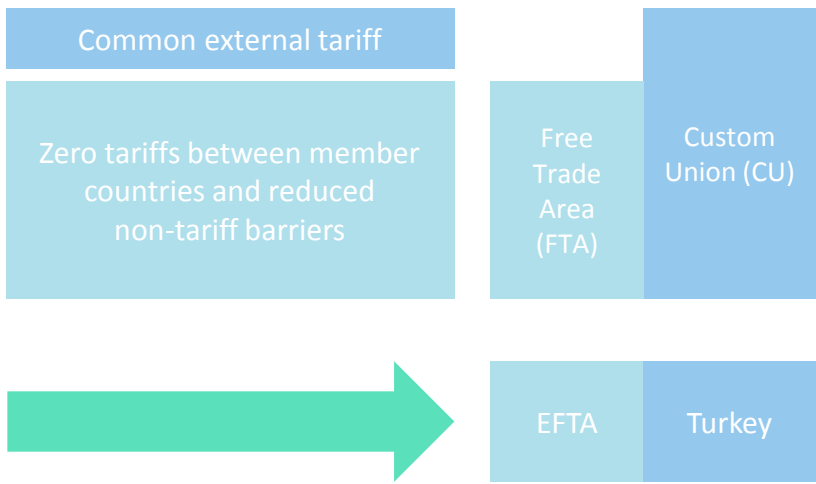 Common external tariff
Zero tariffs between member
countries and reduced
non-tariff barriers
Free
Trade
Area
(FTA)
Custom
Union (CU)
EFTA
Turkey